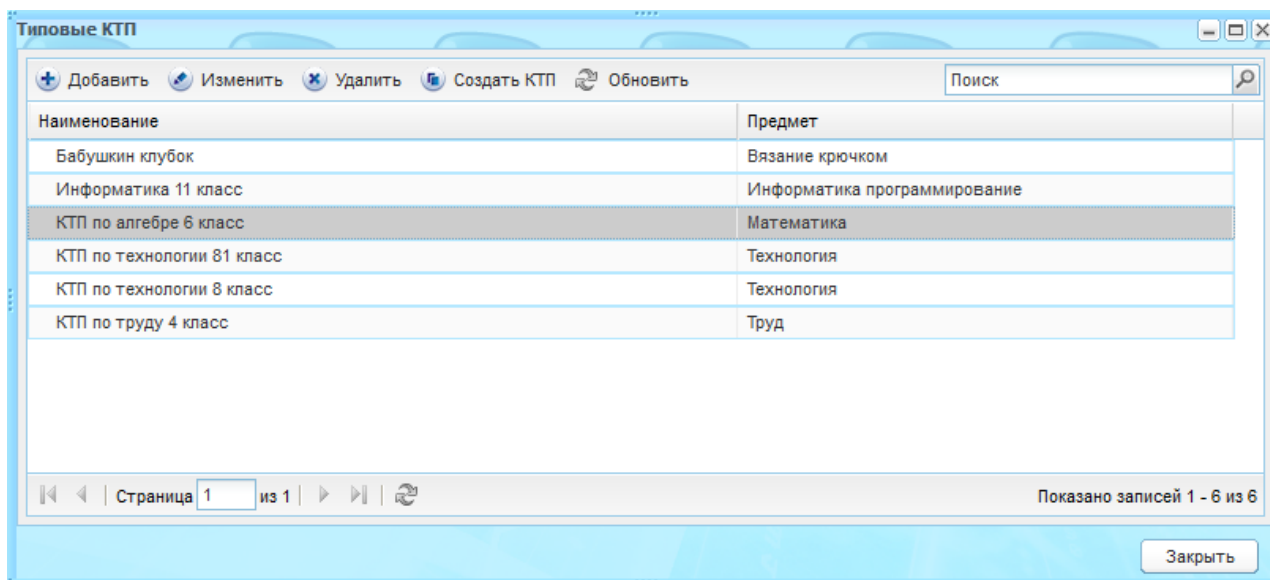 Типовые КТП
Добавить Изменить Удалить Создать КТП Обновить Поиск
Наименование Предмет
Бабушкин клубок Вязание крючком
Информатика 11 класс Информатика программирование
КТП по алгебре 6 класс Математика
КТП по технологии 81 класс Технология
КТП по технологии 8 класс Технология
КТП по труду 4 класс Труд
Страница 1 из 1 Показано записей 1 - 6 из 6
Закрыть